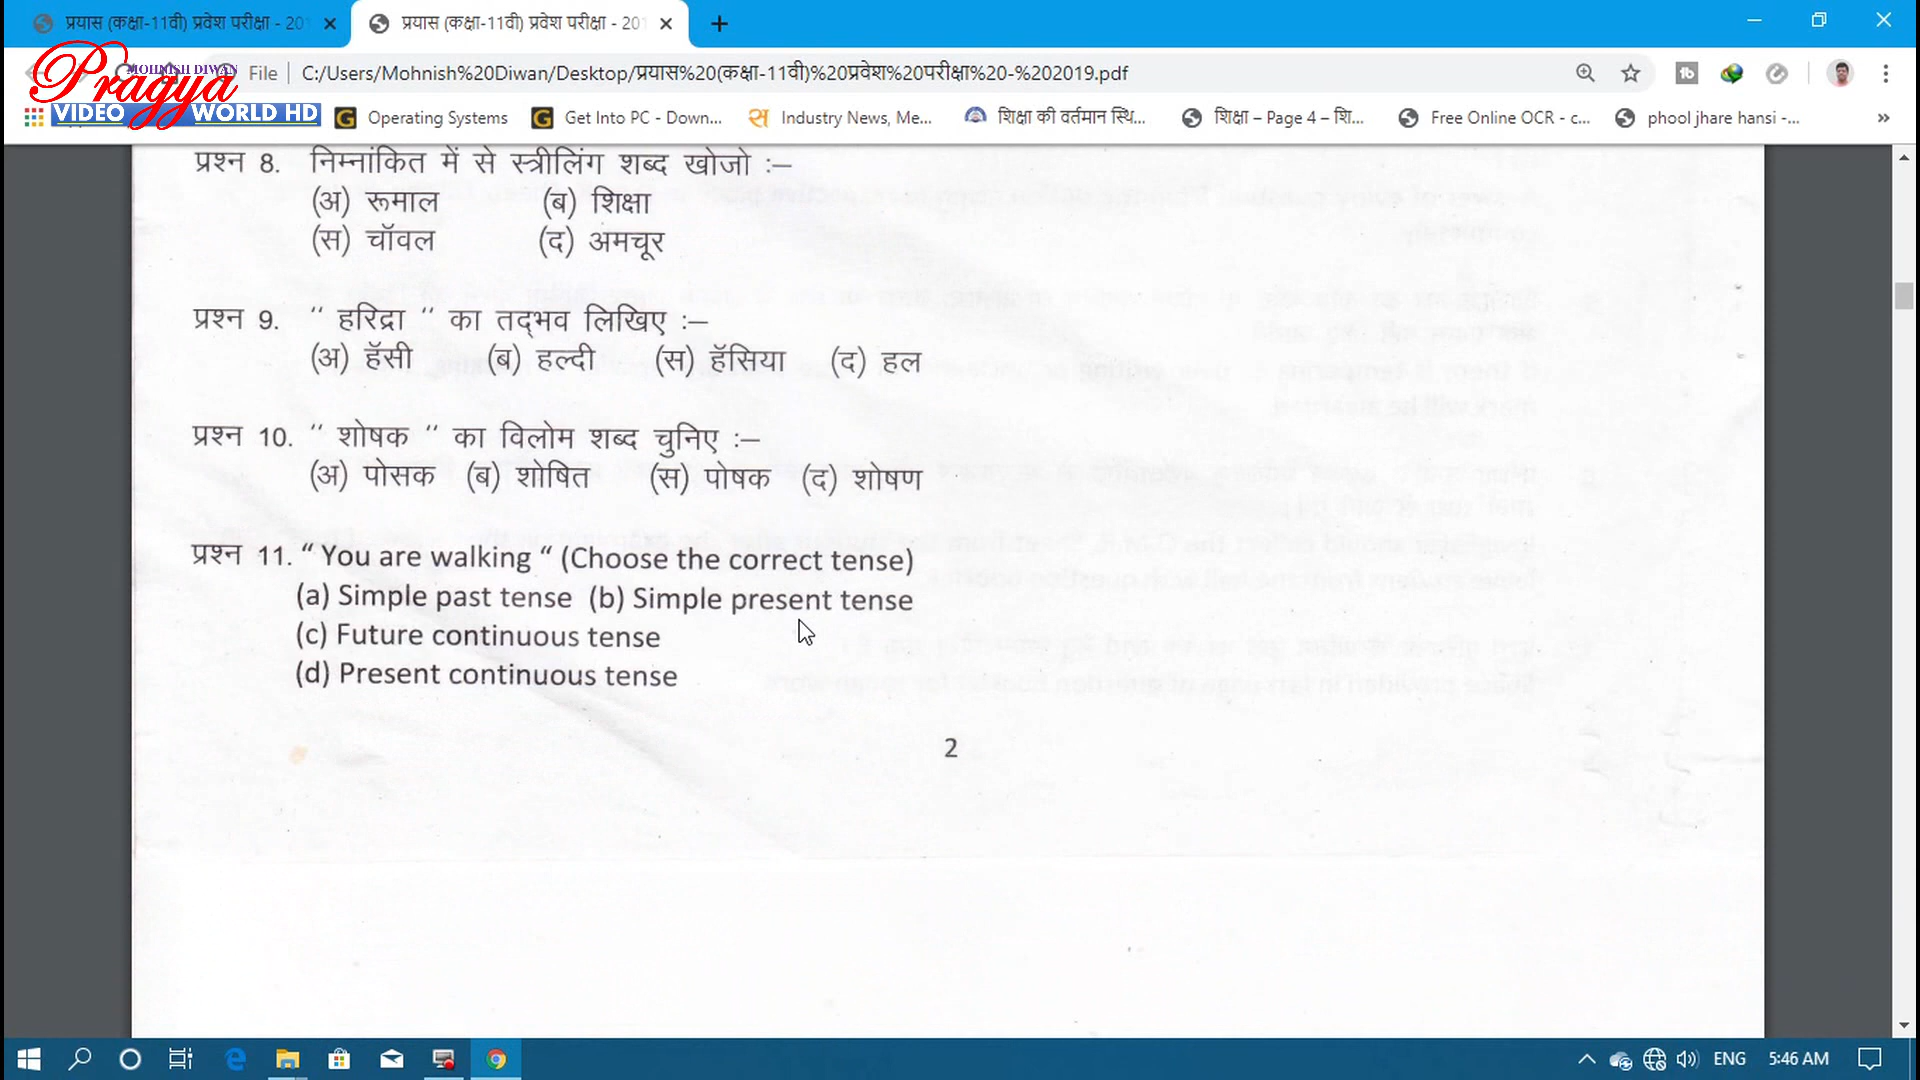 प्रयास (कक्षा-11वी) प्रवेश परीक्षा - 201
प्रयास (कक्षा-11वी) प्रवेश परीक्षा - 201
Pragya
MOHNISH DIWAN
VIDEO WORLD HD
File C:/Users/Mohnish%20Diwan/Desktop/प्रयास%20(कक्षा-11वी)%20प्रवेश%20परीक्षा%20-%202019.pdf
Operating Systems Get Into PC - Down... Industry News, Me... शिक्षा की वर्तमान स्थि... शिक्षा – Page 4 – शि... Free Online OCR - c... phool jhare hansi -... »
प्रश्न 8. निम्नांकित में से स्त्रीलिंग शब्द खोजो :–
(अ) रूमाल (ब) शिक्षा
(स) चॉवल (द) अमचूर
प्रश्न 9. “ हरिद्रा “ का तद्भव लिखिए :–
(अ) हॅसी (ब) हल्दी (स) हॅसिया (द) हल
प्रश्न 10. “ शोषक “ का विलोम शब्द चुनिए :–
(अ) पोसक (ब) शोषित (स) पोषक (द) शोषण
प्रश्न 11. “ You are walking “ (Choose the correct tense)
(a) Simple past tense (b) Simple present tense
(c) Future continuous tense
(d) Present continuous tense
2
ENG 5:46 AM